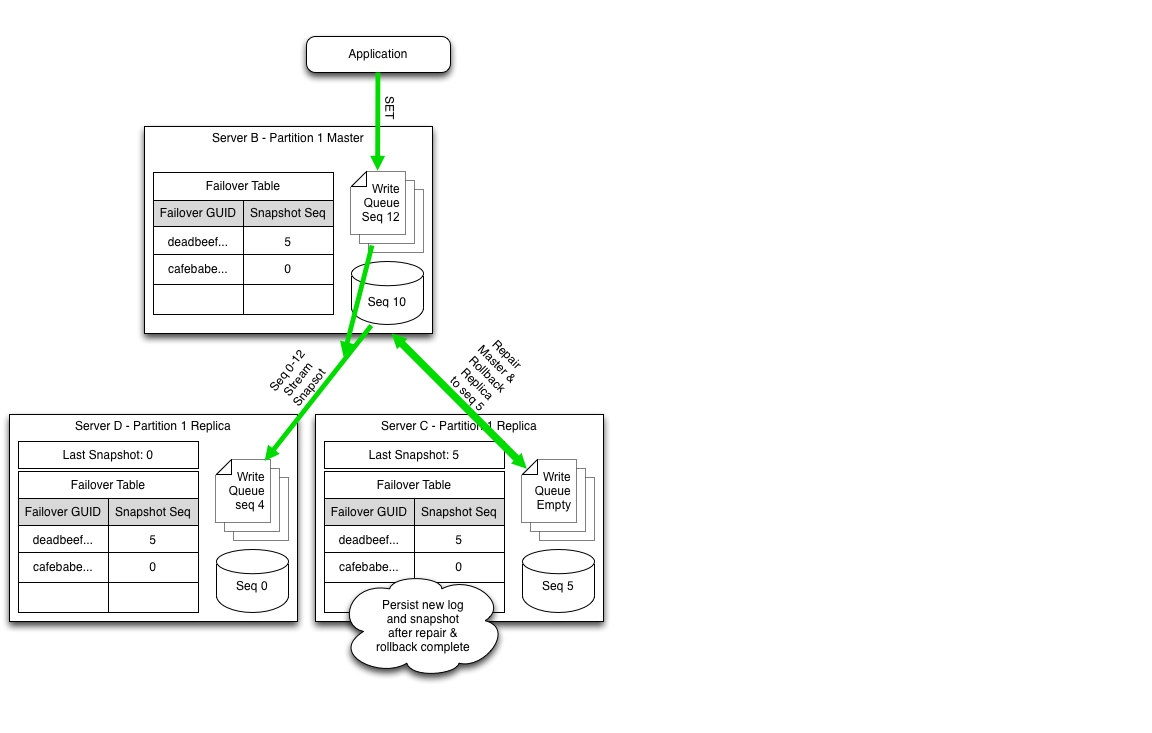 Application
SET
Server B - Partition 1 Master
Failover Table
Failover GUID Snapshot Seq
deadbeef... 5
cafebabe... 0
Write
Queue
Seq 12
Seq 10
Seq 0-12
Stream
Snapsot
Repair
Master &
Rollback
Replica
to seq 5
Server D - Partition 1 Replica
Last Snapshot: 0
Failover Table
Failover GUID Snapshot Seq
deadbeef... 5
cafebabe... 0
Write
Queue
seq 4
Seq 0
Server C - Partition 1 Replica
Last Snapshot: 5
Failover Table
Failover GUID Snapshot Seq
deadbeef... 5
cafebabe... 0
Write
Queue
Empty
Seq 5
Persist new log
and snapshot
after repair &
rollback complete